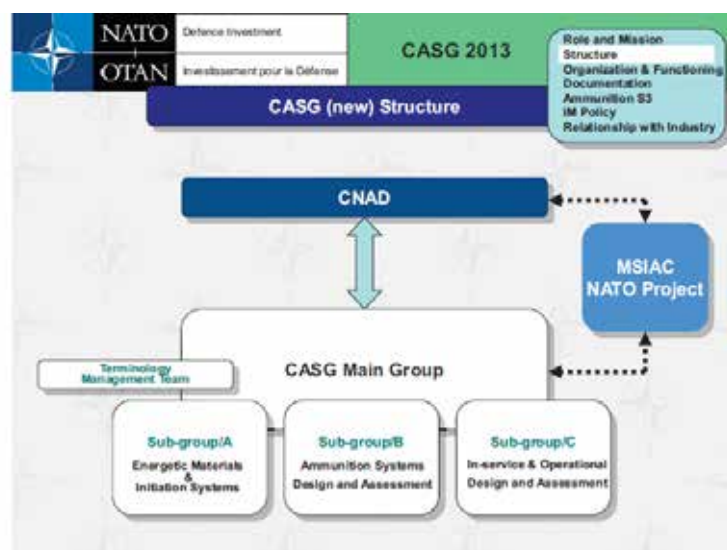 NATO
OTAN
Defence Investment
Investissement pour la Défense
CASG 2013
Role and Mission
Structure
Organization & Functioning
Documentation
Ammunition S3
IM Policy
Relationship with Industry
CASG (new) Structure
CNAD
MSIAC
NATO Project
CASG Main Group
Terminology
Management Team
Sub-group/A
Energetic Materials
&
Initiation Systems
Sub-group/B
Ammunition Systems
Design and Assessment
Sub-group/C
In-service & Operational
Design and Assessment